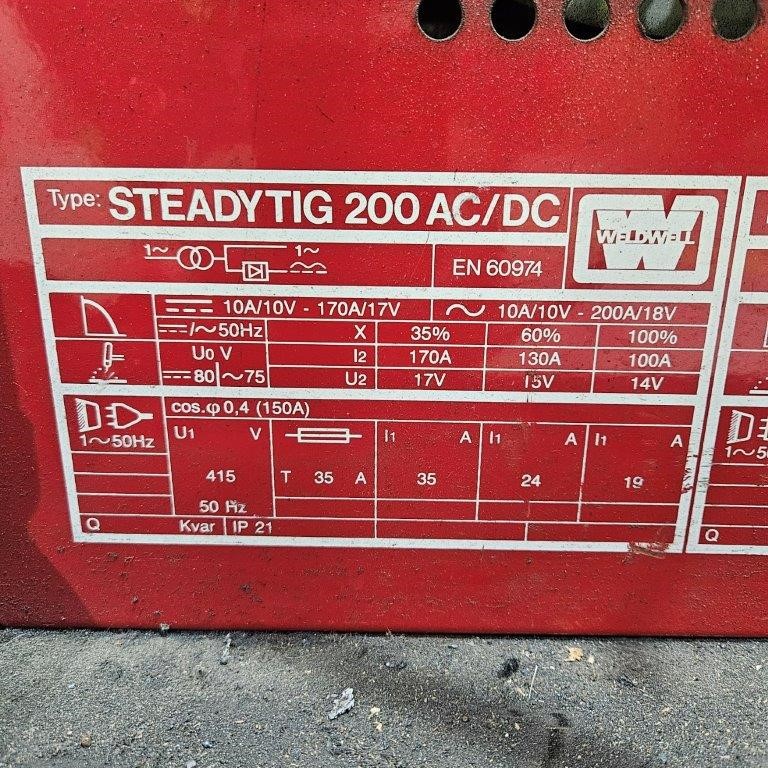 Type: STEADYTIG 200 AC/DC
WELDWELL
1~ 1~
EN 60974
10A/10V - 170A/17V ~ 10A/10V - 200A/18V
/~50Hz X 35% 60% 100%
U0 V I2 170A 130A 100A
80 ~75 U2 17V 15V 14V
cos.φ 0,4 (150A)
1~50Hz
U1 V I1 A I1 A I1 A
415 T 35 A 35 24 19
50 Hz
Q Kvar IP 21
1~5
Q